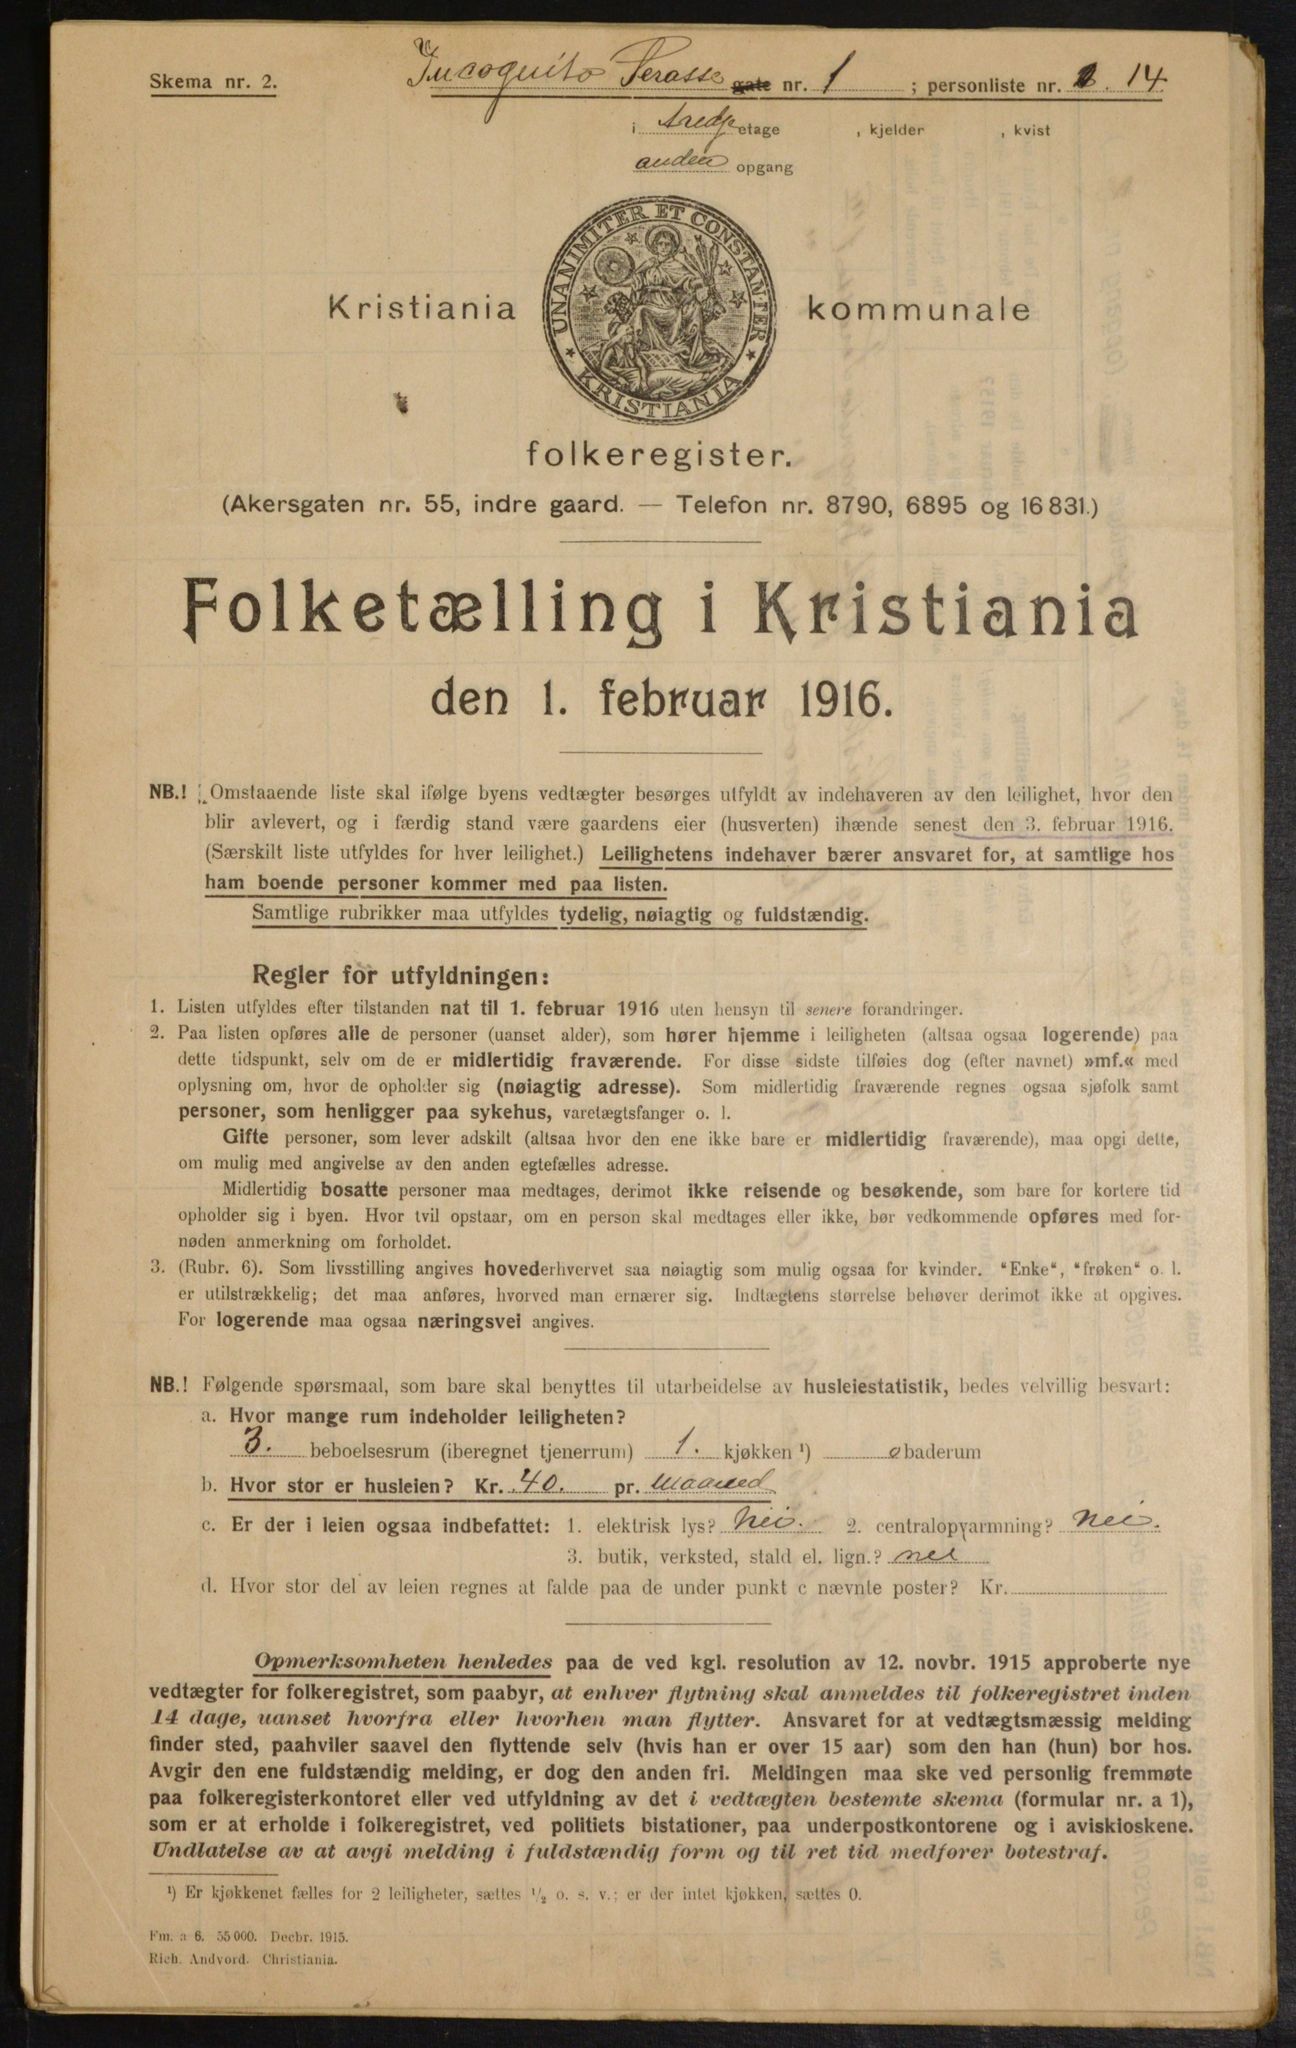 Skema nr. 2.
Incognito Terasse gate nr. 1 ; personliste nr. 2. 14
i tredje etage , kjelder , kvist
anden opgang
UNANIMITER ET CONSTANTER * KRISTIANIA *
Kristiania kommunale
folkeregister.
(Akersgaten nr. 55, indre gaard. — Telefon nr. 8790, 6895 og 16 831.)
Folketælling i Kristiania
den 1. februar 1916.
NB.! Omstaaende liste skal ifølge byens vedtægter besørges utfyldt av indehaveren av den leilighet, hvor den
blir avlevert, og i færdig stand være gaardens eier (husverten) ihænde senest den 3. februar 1916.
(Særskilt liste utfyldes for hver leilighet.) Leilighetens indehaver bærer ansvaret for, at samtlige hos
ham boende personer kommer med paa listen.
Samtlige rubrikker maa utfyldes tydelig, nøiagtig og fuldstændig.
Regler for utfyldningen:
1. Listen utfyldes efter tilstanden nat til 1. februar 1916 uten hensyn til senere forandringer.
2. Paa listen opføres alle de personer (uanset alder), som hører hjemme i leiligheten (altsaa ogsaa logerende) paa
dette tidspunkt, selv om de er midlertidig fraværende. For disse sidste tilføies dog (efter navnet) »mf.« med
oplysning om, hvor de opholder sig (nøiagtig adresse). Som midlertidig fraværende regnes ogsaa sjøfolk samt
personer, som henligger paa sykehus, varetægtsfanger o. l.
Gifte personer, som lever adskilt (altsaa hvor den ene ikke bare er midlertidig fraværende), maa opgi dette,
om mulig med angivelse av den anden egtefælles adresse.
Midlertidig bosatte personer maa medtages, derimot ikke reisende og besøkende, som bare for kortere tid
opholder sig i byen. Hvor tvil opstaar, om en person skal medtages eller ikke, bør vedkommende opføres med for-
nøden anmerkning om forholdet.
3. (Rubr. 6). Som livsstilling angives hovederhvervet saa nøiagtig som mulig ogsaa for kvinder. "Enke", "frøken" o. l.
er utilstrækkelig; det maa anføres, hvorved man ernærer sig. Indtægtens størrelse behøver derimot ikke at opgives.
For logerende maa ogsaa næringsvei angives.
NB.! Følgende spørsmaal, som bare skal benyttes til utarbeidelse av husleiestatistik, bedes velvillig besvart:
a. Hvor mange rum indeholder leiligheten?
3. beboelsesrum (iberegnet tjenerrum) 1. kjøkken ¹) 0 baderum
b. Hvor stor er husleien? Kr. 40. pr. Maaned
c. Er der i leien ogsaa indbefattet: 1. elektrisk lys? Nei. 2. centralopvarmning? Nei.
3. butik, verksted, stald el. lign.? nei
d. Hvor stor del av leien regnes at falde paa de under punkt c nævnte poster? Kr.
Opmerksomheten henledes paa de ved kgl. resolution av 12. novbr. 1915 approberte nye
vedtægter for folkeregistret, som paabyr, at enhver flytning skal anmeldes til folkeregistret inden
14 dage, uanset hvorfra eller hvorhen man flytter. Ansvaret for at vedtægtsmæssig melding
finder sted, paahviler saavel den flyttende selv (hvis han er over 15 aar) som den han (hun) bor hos.
Avgir den ene fuldstændig melding, er dog den anden fri. Meldingen maa ske ved personlig fremmøte
paa folkeregisterkontoret eller ved utfyldning av det i vedtægten bestemte skema (formular nr. a 1),
som er at erholde i folkeregistret, ved politiets bistationer, paa underpostkontorene og i aviskioskene.
Undlatelse av at avgi melding i fuldstændig form og til ret tid medfører bøtestraf.
¹) Er kjøkkenet fælles for 2 leiligheter, sættes ½ o. s. v.; er der intet kjøkken, sættes 0.
Fm. a 6. 55 000. Decbr. 1915.
Rich. Andvord. Christiania.